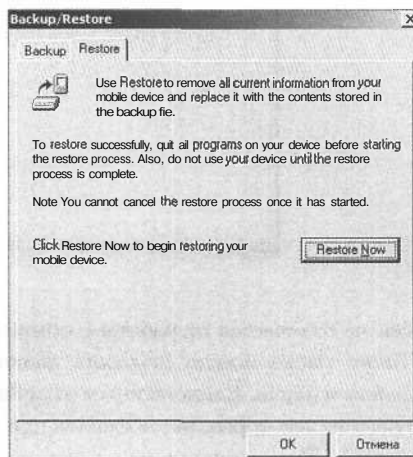 Backup/Restore
Backup Restore
Use Restore to remove all current information from your
mobile device and replace it with the contents stored in
the backup fie.
To restore successfully, quit all programs on your device before starting
the restore process. Also, do not use your device until the restore
process is complete.
Note You cannot cancel the restore process once it has started.
Click Restore Now to begin restoring your
mobile device.
Restore Now
OK Отмена